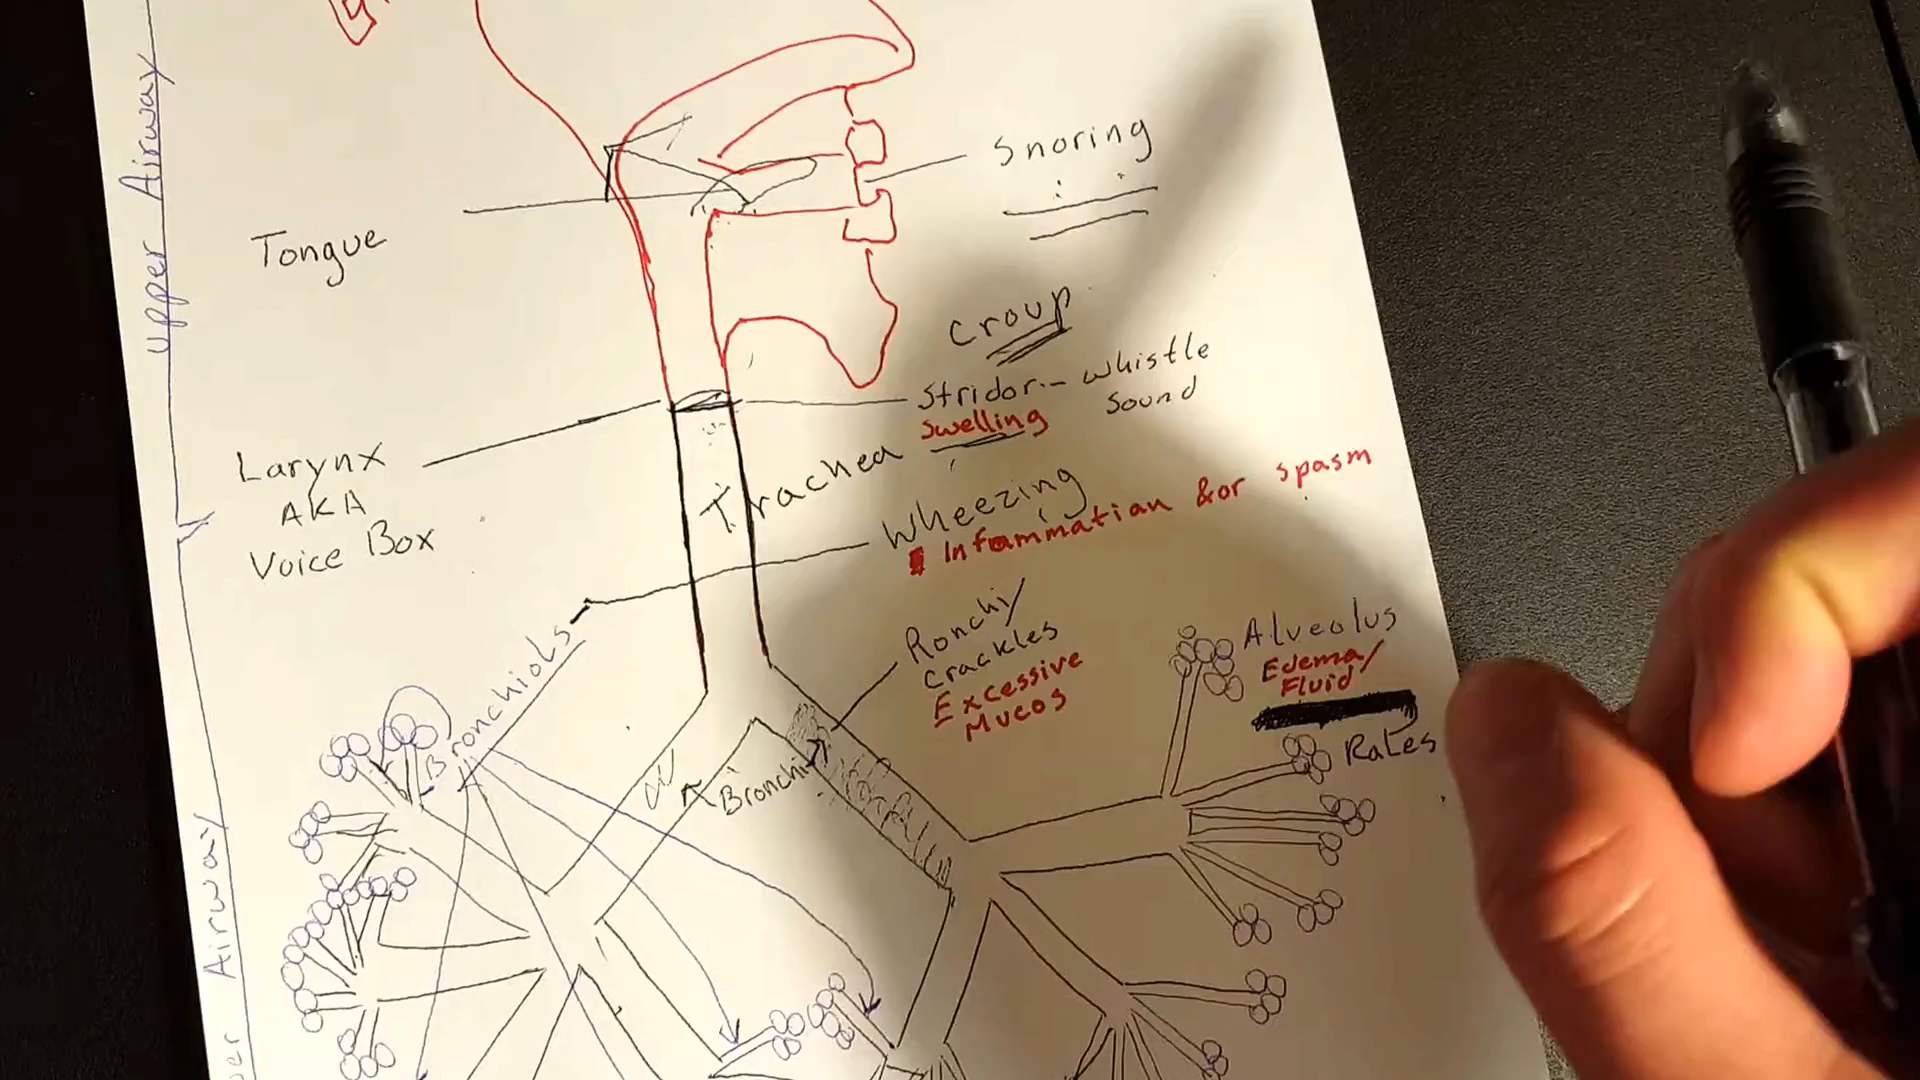 Upper Airway
Snoring
Tongue
Croup
Stridor - whistle
Sound
Swelling
Larynx
AKA
Voice Box
Trachea
Wheezing
Infammation &or spasm
Ronchi/
crackles
Excessive
Mucos
Alveolus
Edema/
Fluid
Rales
Bronchiols
Bronchi
Airway